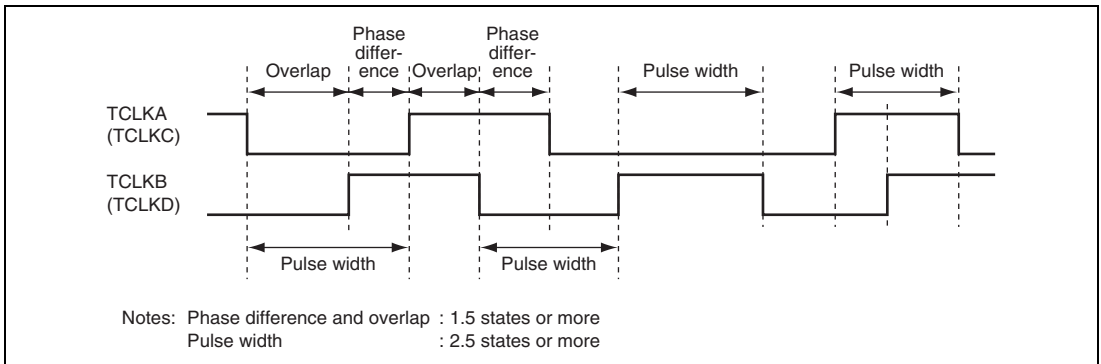 Phase
differ-
ence
Phase
differ-
ence
Overlap
Overlap
Pulse width
Pulse width
TCLKA
(TCLKC)
TCLKB
(TCLKD)
Pulse width
Pulse width
Notes: Phase difference and overlap : 1.5 states or more
Pulse width : 2.5 states or more